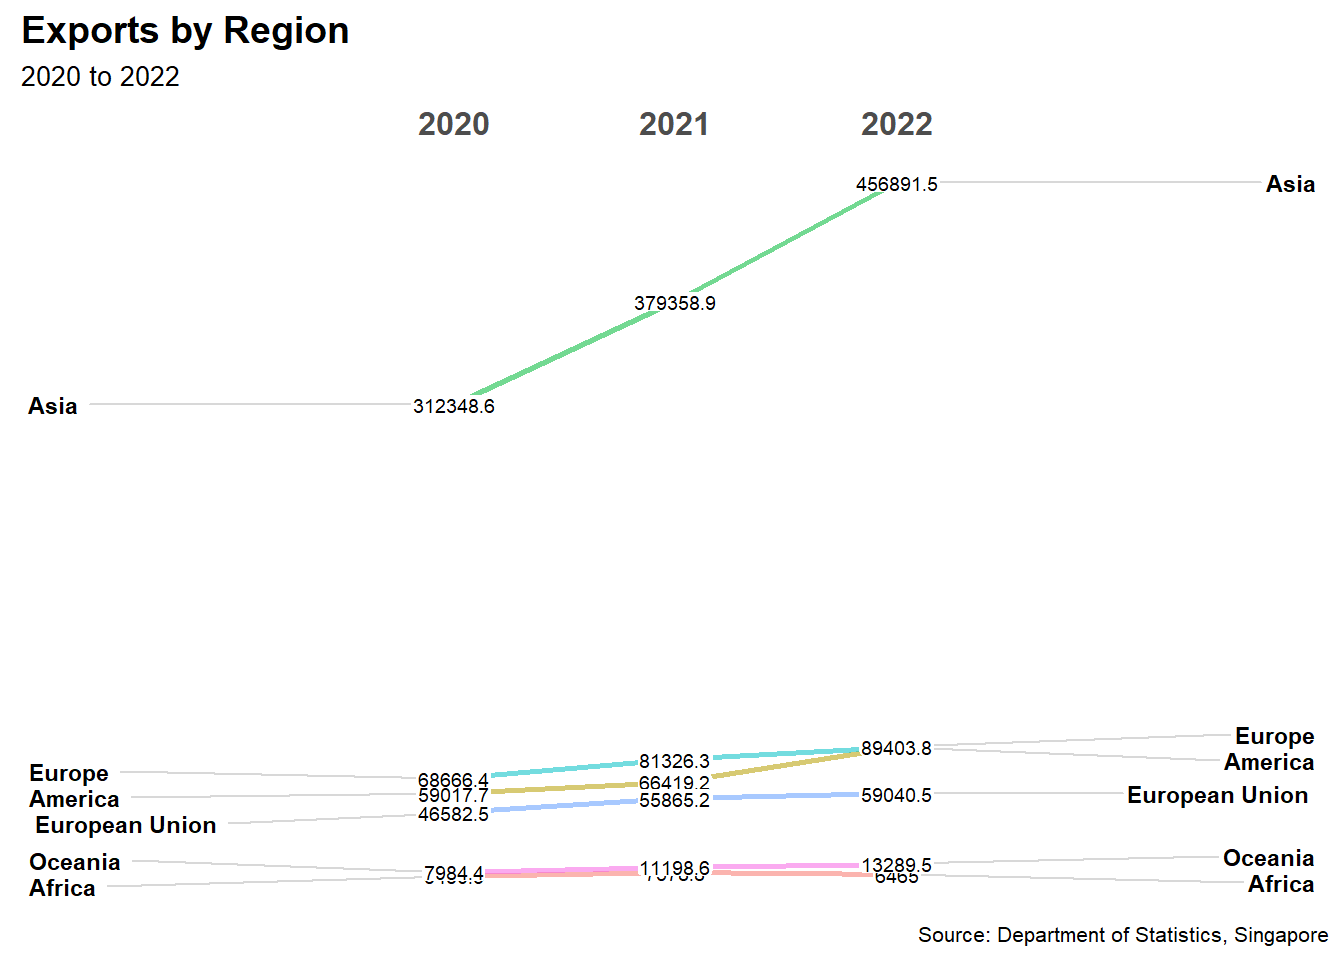 Exports by Region
2020 to 2022
2020 2021 2022
456891.5 Asia
379358.9
Asia 312348.6
Europe
89403.8
81326.3
America
Europe 68666.4
66419.2
America 59017.7
55865.2
59040.5 European Union
European Union 46582.5
Oceania
13289.5
Oceania 7984.4 11198.6
6465
Africa
Africa
Source: Department of Statistics, Singapore